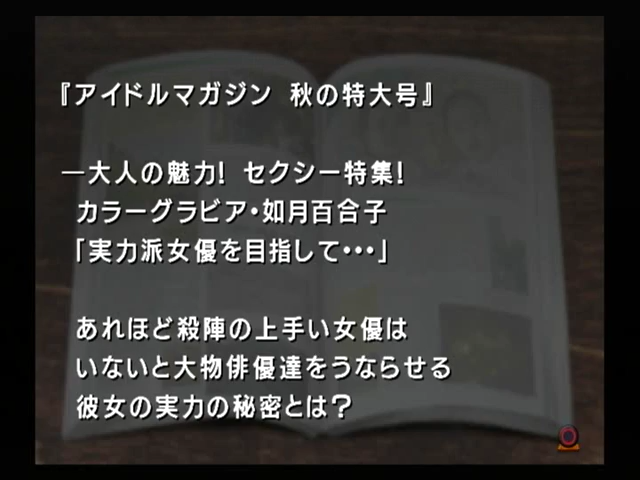 『アイドルマガジン 秋の特大号』
―大人の魅力! セクシー特集!
カラーグラビア・如月百合子
「実力派女優を目指して・・・」
あれほど殺陣の上手い女優は
いないと大物俳優達をうならせる
彼女の実力の秘密とは?